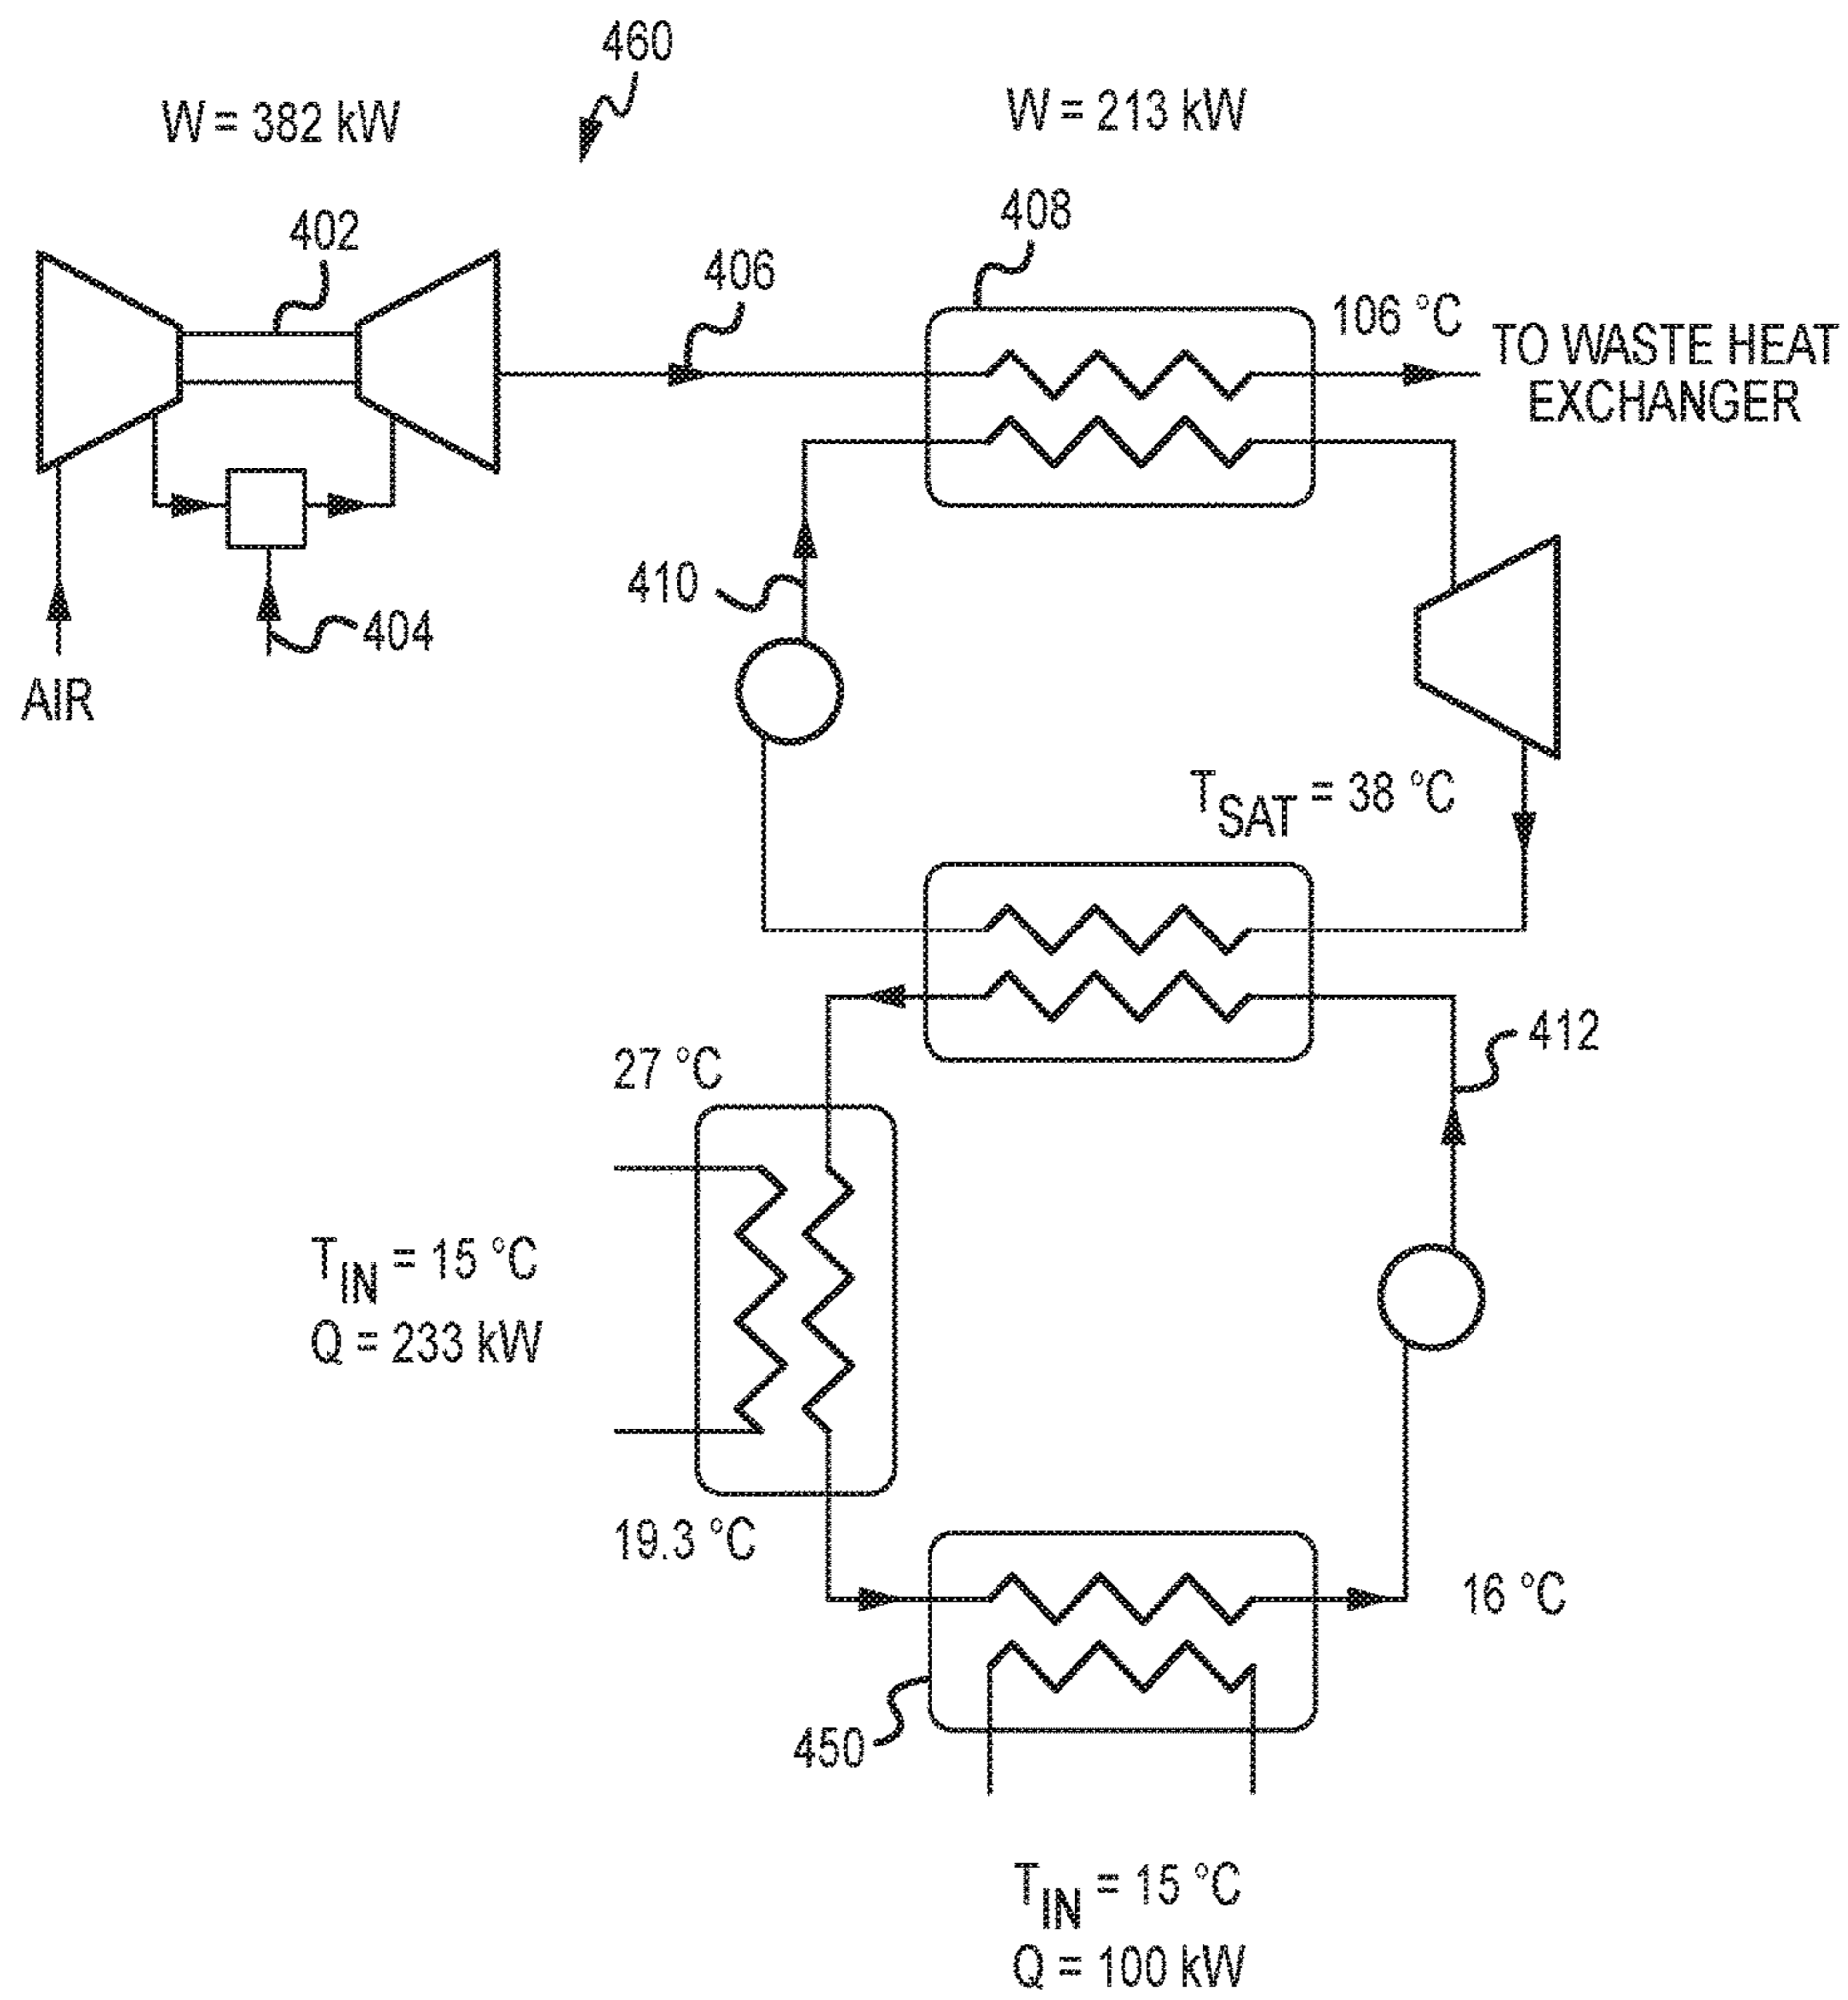 460
W = 382 kW
W = 213 kW
402
408
406
106 °C
TO WASTE HEAT
EXCHANGER
410
404
AIR
TSAT = 38 °C
412
27 °C
TIN = 15 °C
Q = 233 kW
19.3 °C
16 °C
450
TIN = 15 °C
Q = 100 kW